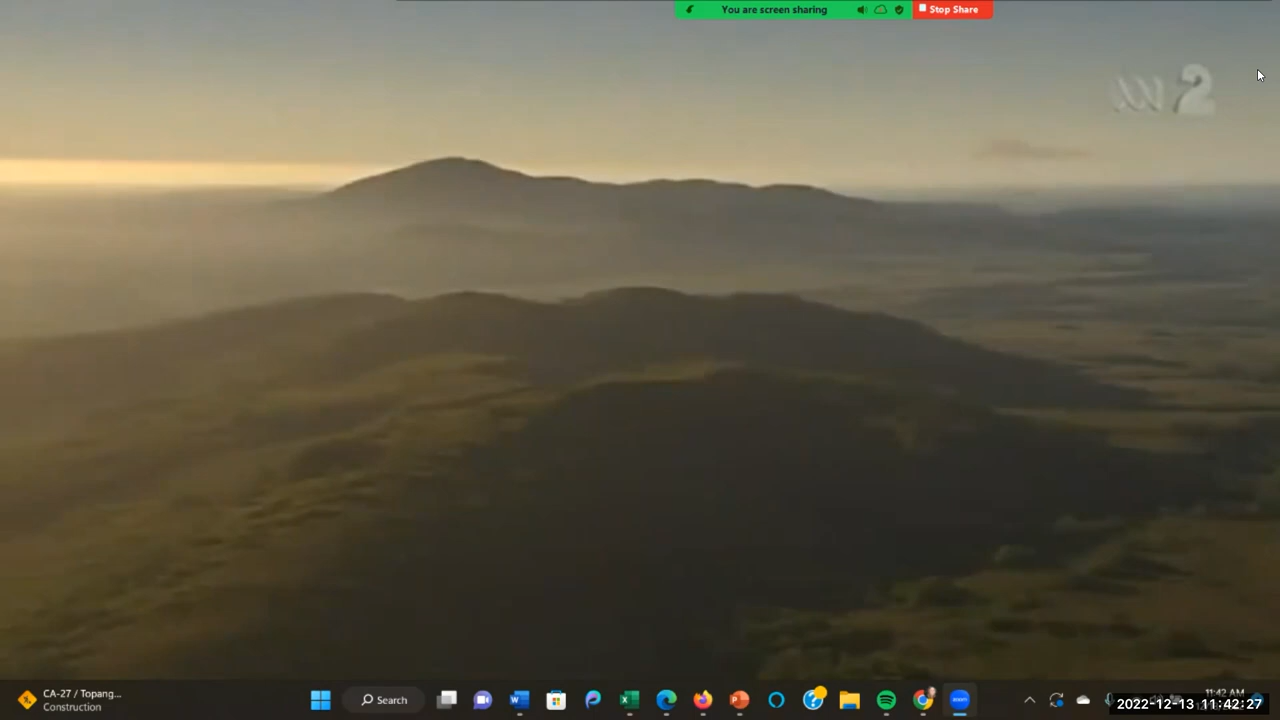 You are screen sharing
Stop Share
2
CA-27 / Topang...
Construction
Search
11:42 AM
2022-12-13 11:42:27